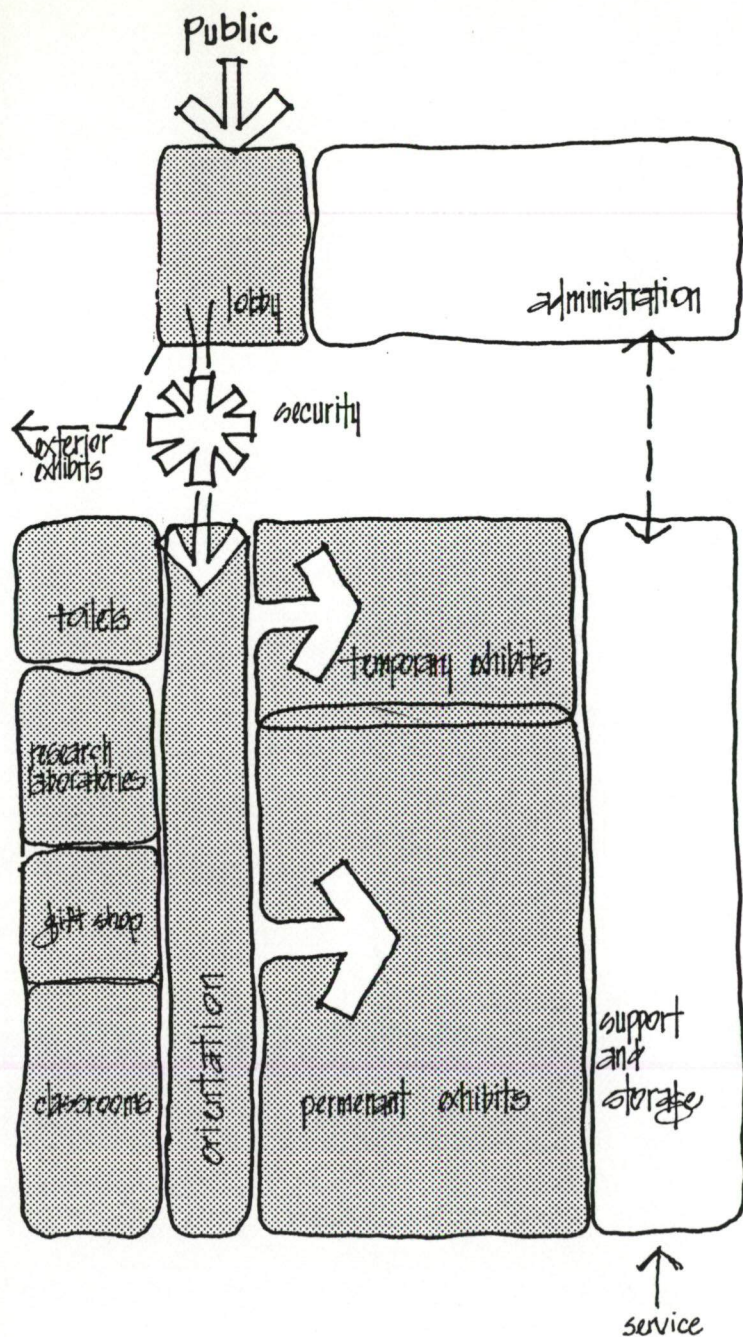 public
lobby
administration
security
exterior
exhibits
toilets
temporary exhibits
research
laboratories
gift shop
orientation
support
and
storage
classrooms
permenant exhibits
service